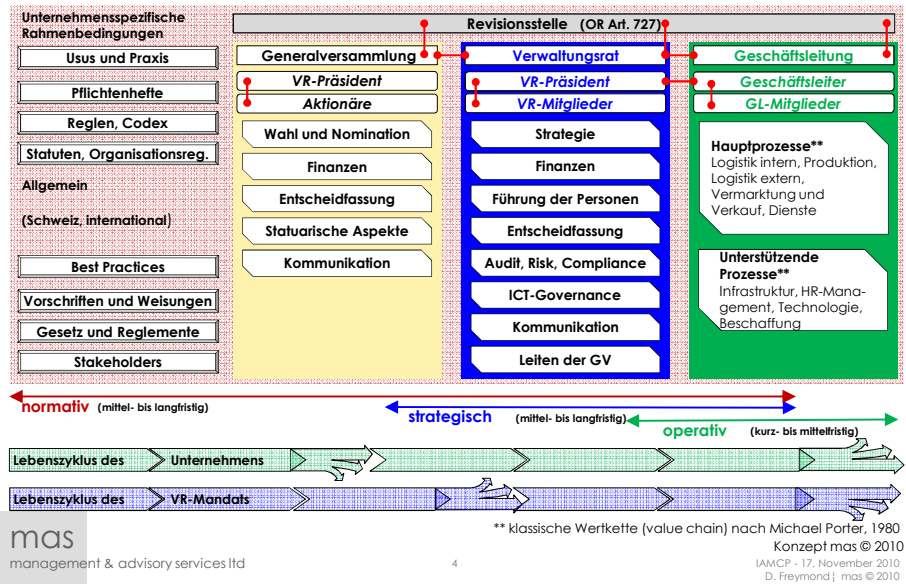 Unternehmensspezifische
Rahmenbedingungen
Usus und Praxis
Pflichtenhefte
Reglen, Codex
Statuten, Organisationsreg.
Allgemein
(Schweiz, international)
Best Practices
Vorschriften und Weisungen
Gesetz und Reglemente
Stakeholders
Revisionsstelle (OR Art. 727)
Generalversammlung
VR-Präsident
Aktionäre
Wahl und Nomination
Finanzen
Entscheidfassung
Statuarische Aspekte
Kommunikation
Verwaltungsrat
VR-Präsident
VR-Mitglieder
Strategie
Finanzen
Führung der Personen
Entscheidfassung
Audit, Risk, Compliance
ICT-Governance
Kommunikation
Leiten der GV
Geschäftsleitung
Geschäftsleiter
GL-Mitglieder
Hauptprozesse**
Logistik intern, Produktion,
Logistik extern,
Vermarktung und
Verkauf, Dienste
Unterstützende
Prozesse**
Infrastruktur, HR-Mana-
gement, Technologie,
Beschaffung
normativ (mittel- bis langfristig)
strategisch (mittel- bis langfristig)
operativ (kurz- bis mittelfristig)
Lebenszyklus des Unternehmens
Lebenszyklus des VR-Mandats
** klassische Wertkette (value chain) nach Michael Porter, 1980
Konzept mas © 2010
mas
management & advisory services ltd
4
IAMCP - 17. November 2010
D. Freymond| mas © 2010